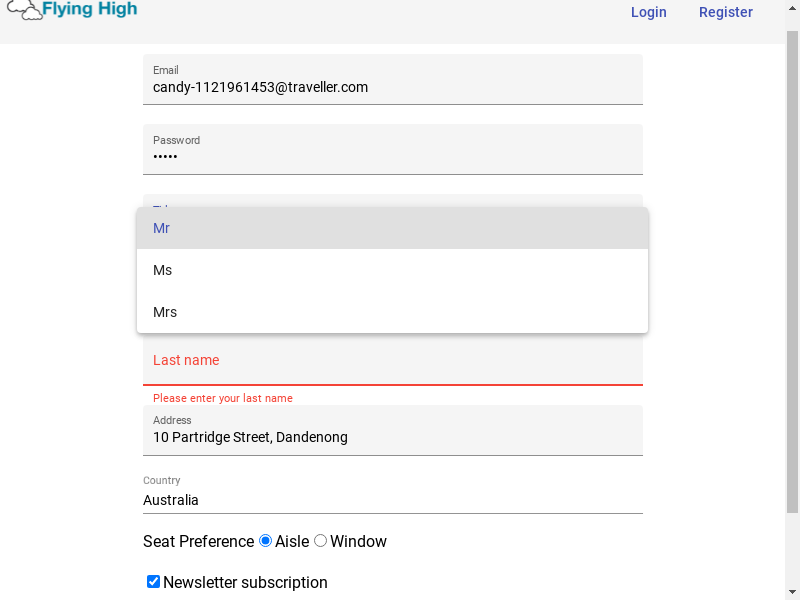 Flying High
Login Register
Email
candy-1121961453@traveller.com
Password
•••••
Mr
Ms
Mrs
Last name
Please enter your last name
Address
10 Partridge Street, Dandenong
Country
Australia
Seat Preference Aisle Window
Newsletter subscription